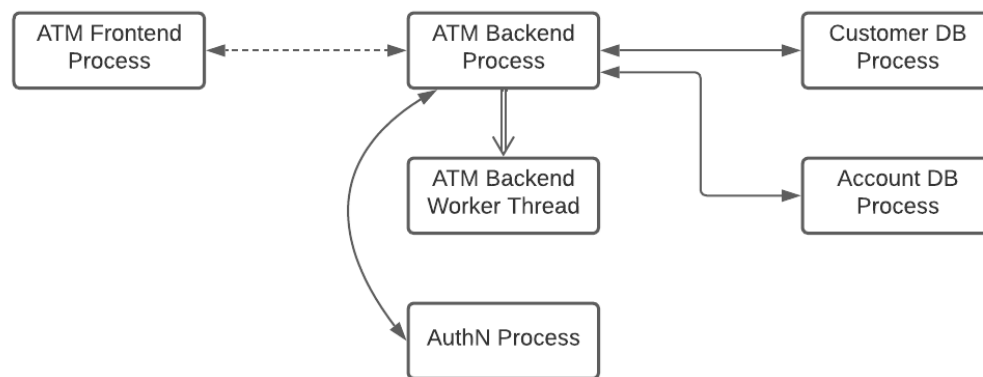 ATM Frontend
Process
ATM Backend
Process
Customer DB
Process
ATM Backend
Worker Thread
Account DB
Process
AuthN Process